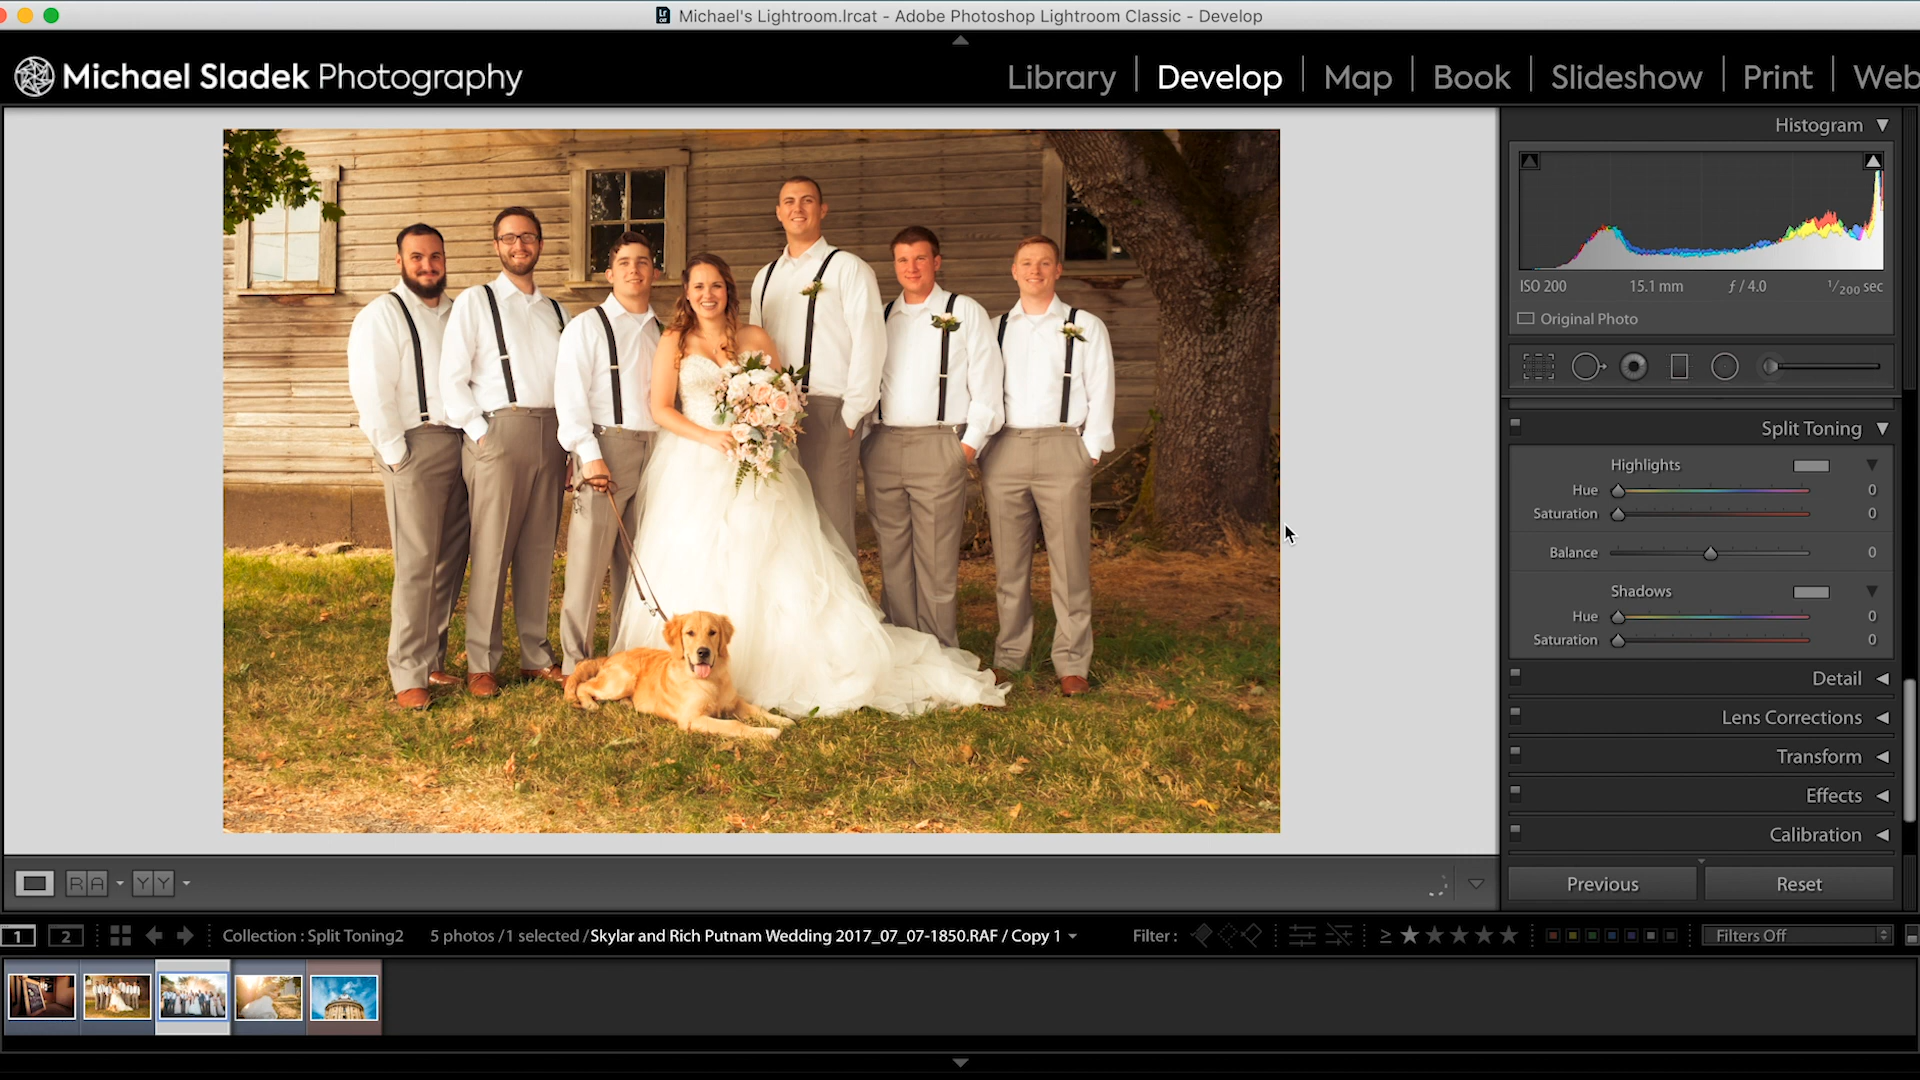 Michael's Lightroom.lrcat - Adobe Photoshop Lightroom Classic - Develop
Michael Sladek Photography
Library | Develop | Map | Book | Slideshow | Print | Web
Histogram
ISO 200 15.1 mm ƒ / 4.0 1/200 sec
Original Photo
Split Toning
Highlights
Hue 0
Saturation 0
Balance 0
Shadows
Hue 0
Saturation 0
Detail
Lens Corrections
Transform
Effects
Calibration
R A Y Y
Previous Reset
1 2 Collection : Split Toning2 5 photos / 1 selected / Skylar and Rich Putnam Wedding 2017_07_07-1850.RAF / Copy 1 Filter : ≥ Filters Off